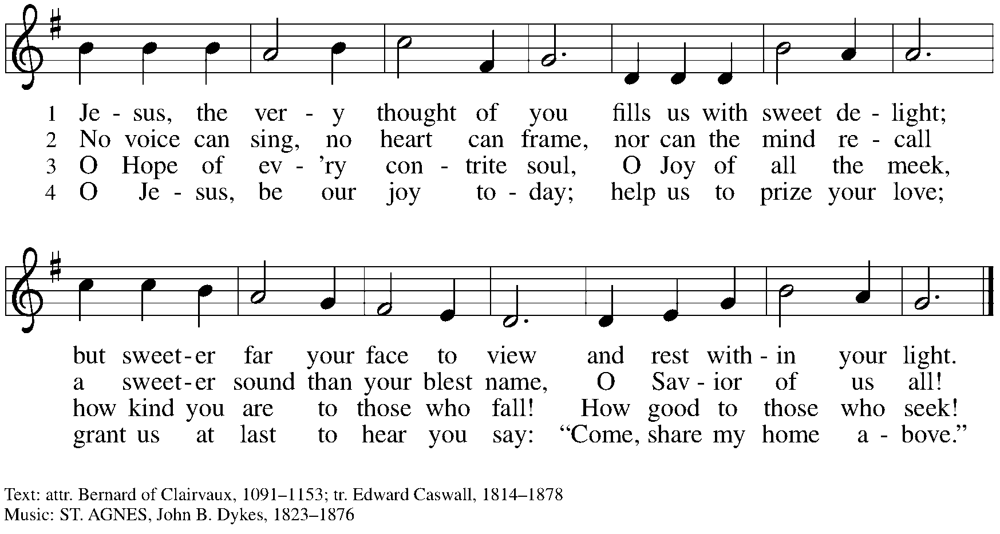 1 Je - sus, the ver - y thought of you fills us with sweet de - light;
2 No voice can sing, no heart can frame, nor can the mind re - call
3 O Hope of ev - ’ry con - trite soul, O Joy of all the meek,
4 O Je - sus, be our joy to - day; help us to prize your love;
but sweet - er far your face to view and rest with - in your light.
a sweet - er sound than your blest name, O Sav - ior of us all!
how kind you are to those who fall! How good to those who seek!
grant us at last to hear you say: “Come, share my home a - bove.”
Text: attr. Bernard of Clairvaux, 1091–1153; tr. Edward Caswall, 1814–1878
Music: ST. AGNES, John B. Dykes, 1823–1876